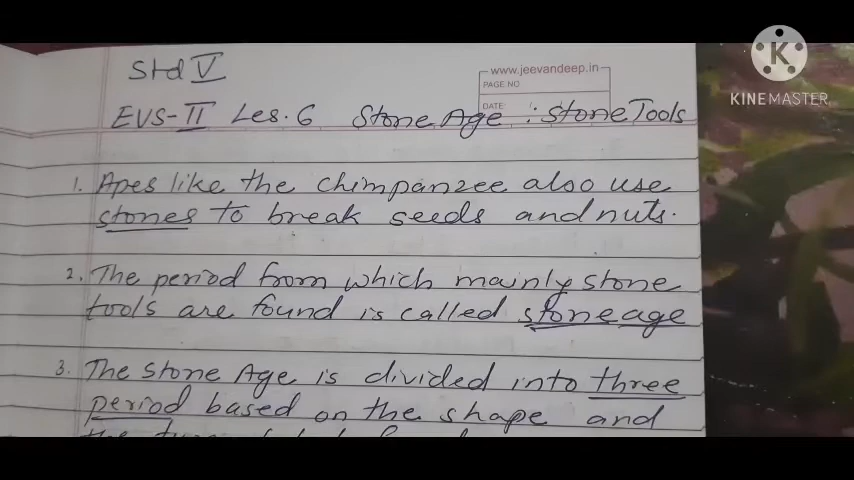 Std V
www.jeevandeep.in
PAGE NO
DATE:
EVS-II Les.6 Stone Age : Stone Tools
1. Apes like the chimpanzee also use
stones to break seeds and nuts.
2. The period from which mainly stone
tools are found is called stoneage
3. The Stone Age is divided into three
period based on the shape and
K
KINEMASTER